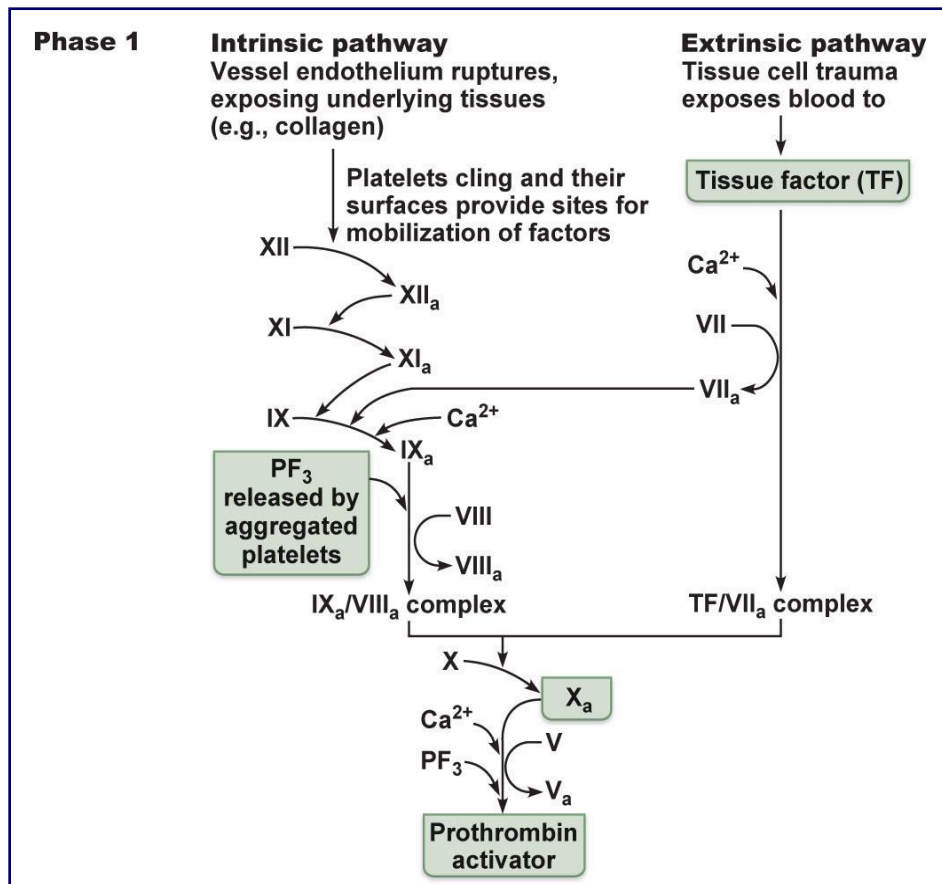 Phase 1
Intrinsic pathway
Vessel endothelium ruptures,
exposing underlying tissues
(e.g., collagen)
Extrinsic pathway
Tissue cell trauma
exposes blood to
Platelets cling and their
surfaces provide sites for
mobilization of factors
Tissue factor (TF)
XII
XIIa
Ca2+
XI
VII
XIa
VIIa
IX
Ca2+
IXa
PF3
released by
aggregated
platelets
VIII
VIIIa
IXa/VIIIa complex
TF/VIIa complex
X
Xa
Ca2+
V
PF3
Va
Prothrombin
activator